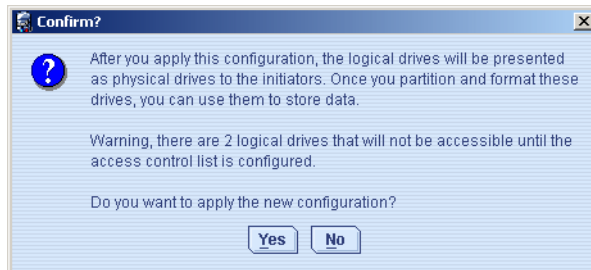 Confirm?
After you apply this configuration, the logical drives will be presented
as physical drives to the initiators. Once you partition and format these
drives, you can use them to store data.
Warning, there are 2 logical drives that will not be accessible until the
access control list is configured.
Do you want to apply the new configuration?
Yes No